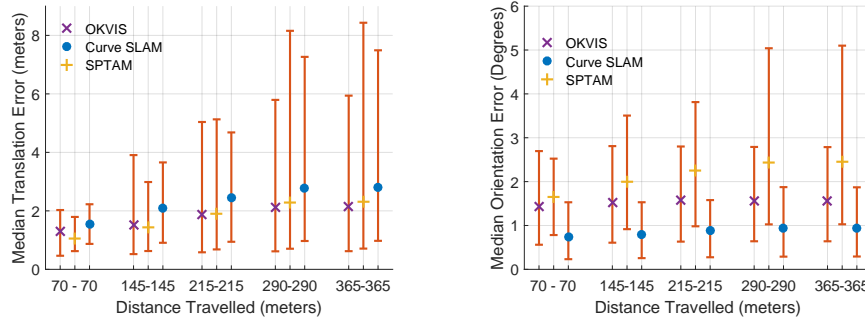 Median Translation Error (meters)
8
6
4
2
0
OKVIS
Curve SLAM
SPTAM
70 - 70 145-145 215-215 290-290 365-365
Distance Travelled (meters)
Median Orientation Error (Degrees)
6
5
4
3
2
1
0
OKVIS
Curve SLAM
SPTAM
70 - 70 145-145 215-215 290-290 365-365
Distance Travelled (meters)